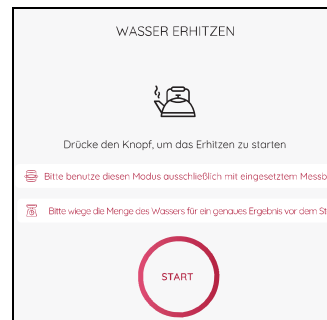 WASSER ERHITZEN
Drücke den Knopf, um das Erhitzen zu starten
Bitte benutze diesen Modus ausschließlich mit eingesetztem
Bitte wiege die Menge des Wassers für ein genaues Ergebnis vor dem
START